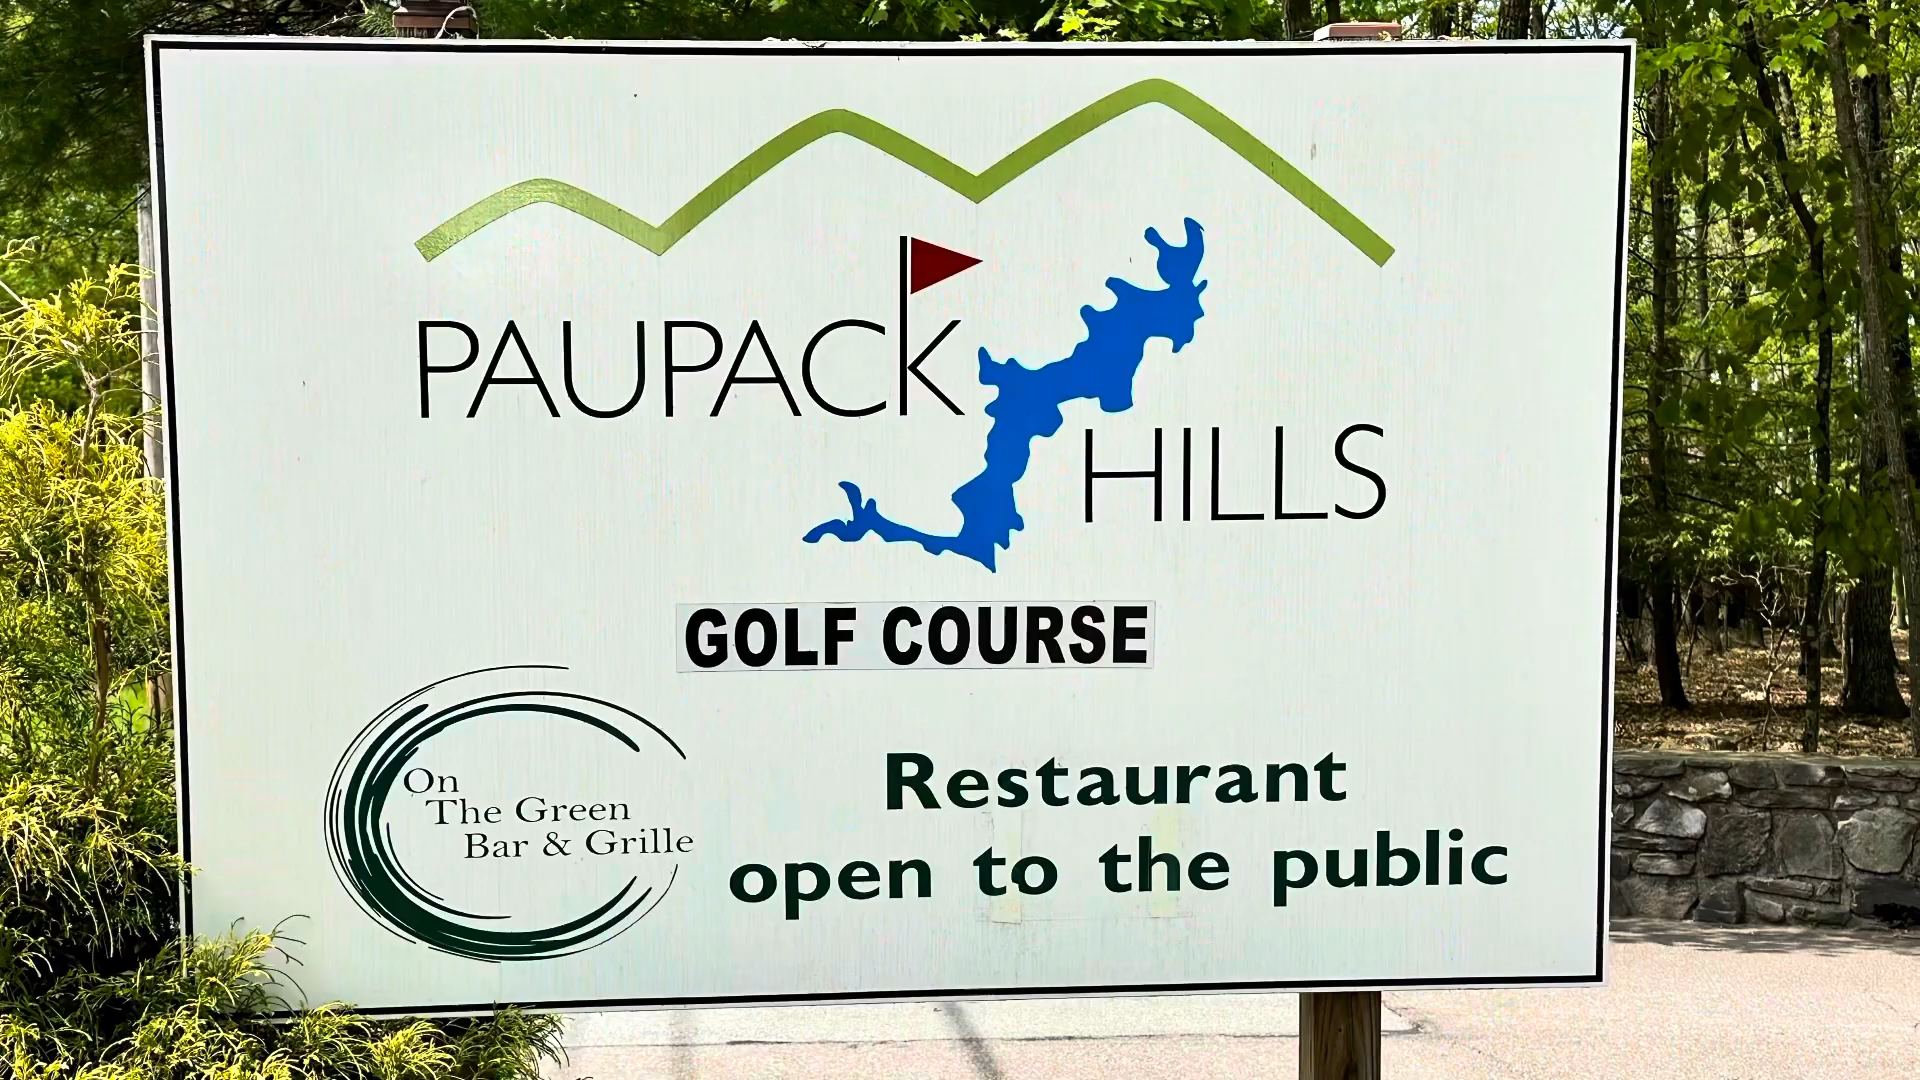 PAUPACK
HILLS
GOLF COURSE
On
The Green
Bar & Grille
Restaurant
open to the public